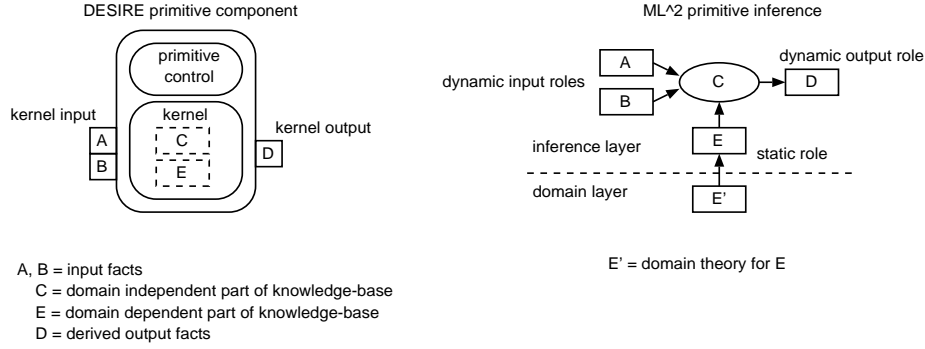 DESIRE primitive component
primitive
control
kernel input
kernel
kernel output
A
B
C
E
D
ML^2 primitive inference
dynamic output role
dynamic input roles
A
B
C
D
inference layer
E
static role
domain layer
E'
A, B = input facts
C = domain independent part of knowledge-base
E = domain dependent part of knowledge-base
D = derived output facts
E' = domain theory for E